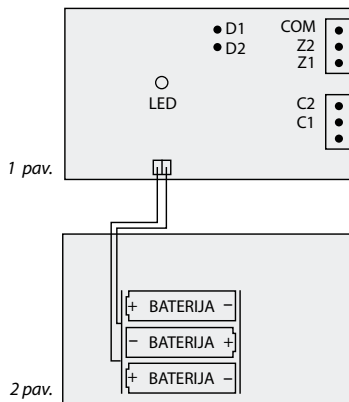 D1
D2
COM
Z2
Z1
LED
C2
C1
1 pav.
+ BATERIJA −
− BATERIJA +
+ BATERIJA −
2 pav.